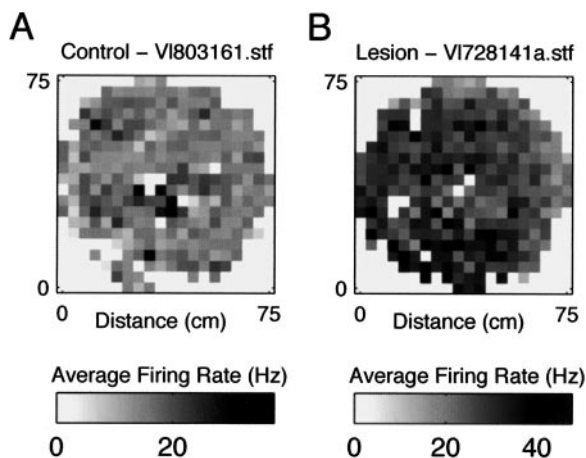 A
B
Control – VI803161.stf
Lesion – VI728141a.stf
75
75
0
0
0
75
0
75
Distance (cm)
Distance (cm)
Average Firing Rate (Hz)
Average Firing Rate (Hz)
0
20
0
20
40